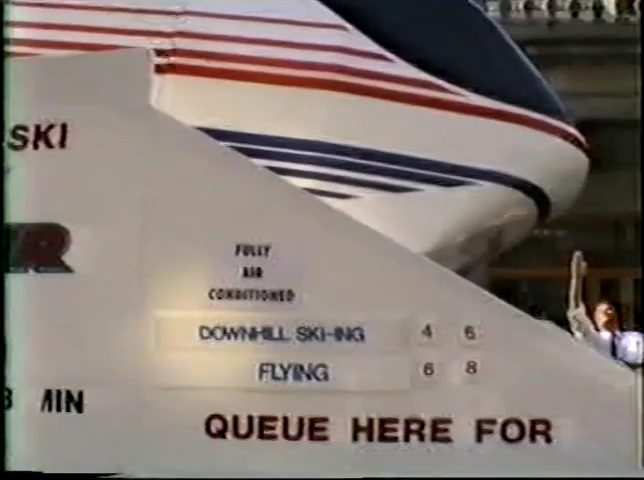 SKI
R
FULLY
AIR
CONDITIONED
DOWNHILL SKI-ING 4 6
FLYING 6 8
MIN
QUEUE HERE FOR